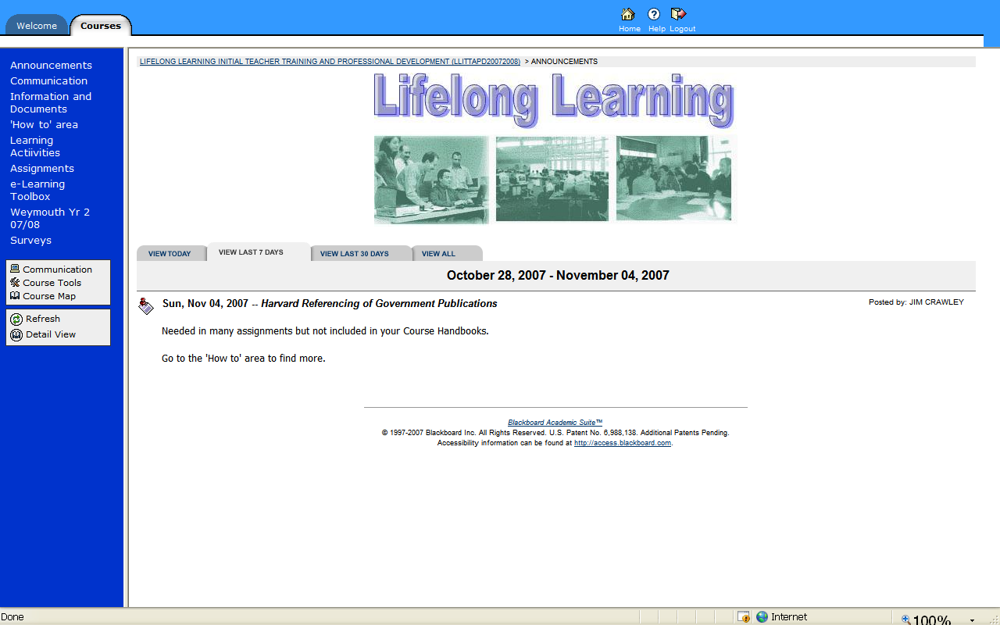 Welcome
Courses
Home
Help
Logout
Announcements
Communication
Information and
Documents
'How to' area
Learning
Actiivities
Assignments
e-Learning
Toolbox
Weymouth Yr 2
07/08
Surveys
Communication
Course Tools
Course Map
Refresh
Detail View
LIFELONG LEARNING INITIAL TEACHER TRAINING AND PROFESSIONAL DEVELOPMENT (LLITTAPD20072008) > ANNOUNCEMENTS
Lifelong Learning
VIEW TODAY
VIEW LAST 7 DAYS
VIEW LAST 30 DAYS
VIEW ALL
October 28, 2007 - November 04, 2007
Sun, Nov 04, 2007 -- Harvard Referencing of Government Publications
Posted by: JIM CRAWLEY
Needed in many assignments but not included in your Course Handbooks.
Go to the 'How to' area to find more.
Blackboard Academic Suite™
© 1997-2007 Blackboard Inc. All Rights Reserved. U.S. Patent No. 6,988,138. Additional Patents Pending.
Accessibility information can be found at http://access.blackboard.com.
Done
Internet
100%